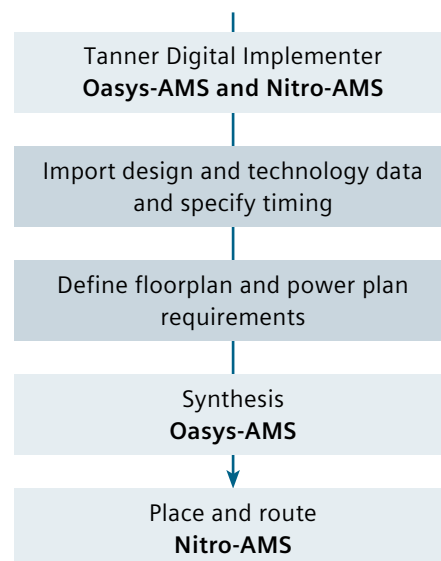 Tanner Digital Implementer
Oasys-AMS and Nitro-AMS
Import design and technology data
and specify timing
Define floorplan and power plan
requirements
Synthesis
Oasys-AMS
Place and route
Nitro-AMS